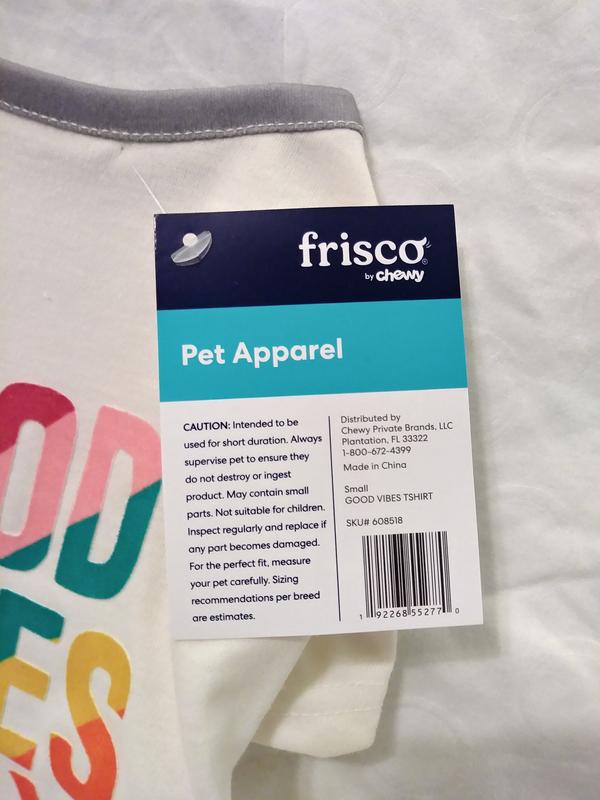 frisco
by chewy
Pet Apparel
CAUTION: Intended to be
used for short duration. Always
supervise pet to ensure they
do not destroy or ingest
product. May contain small
parts. Not suitable for children.
Inspect regularly and replace if
any part becomes damaged.
For the perfect fit, measure
your pet carefully. Sizing
recommendations per breed
are estimates.
Distributed by
Chewy Private Brands, LLC
Plantation, FL 33322
1-800-672-4399
Made in China
Small
GOOD VIBES TSHIRT
SKU# 608518
1 92268 55277 0
OOD
ES